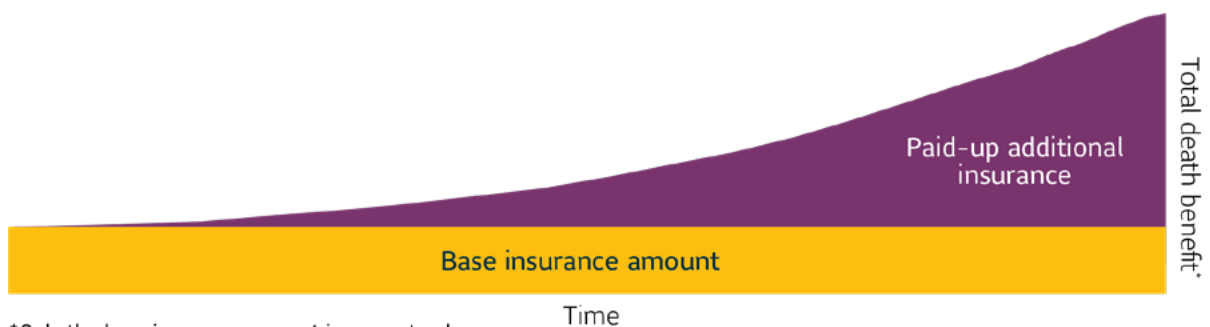 Paid-up additional
insurance
Total death benefit*
Base insurance amount
Time